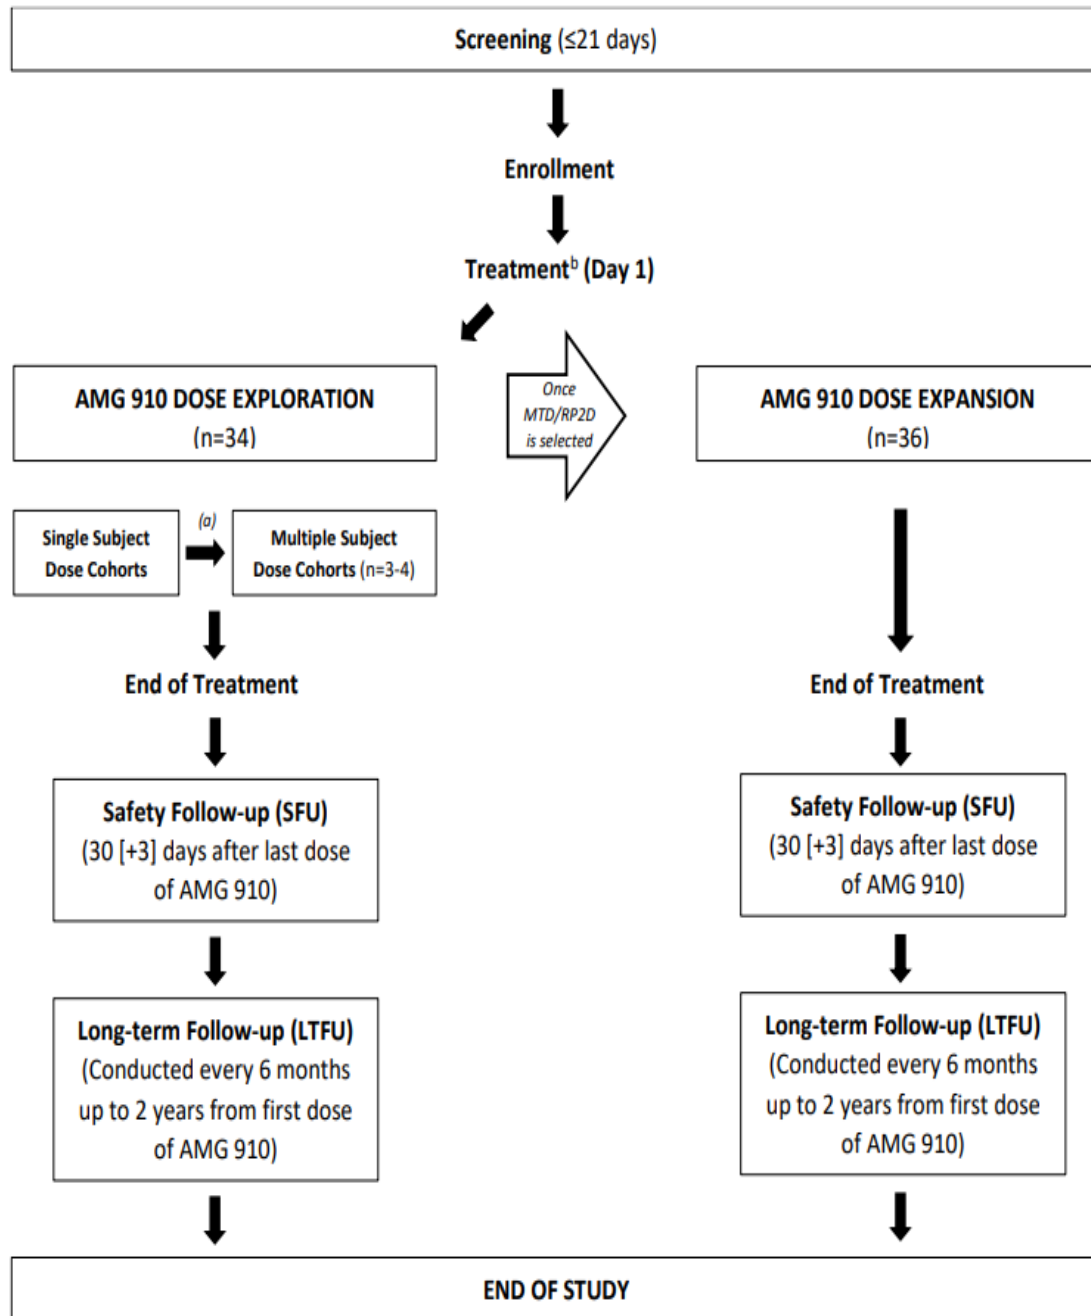 Screening (≤21 days)
Enrollment
Treatmentᵇ (Day 1)
AMG 910 DOSE EXPLORATION
(n=34)
Once
MTD/RP2D
is selected
AMG 910 DOSE EXPANSION
(n=36)
Single Subject
Dose Cohorts
(a)
Multiple Subject
Dose Cohorts (n=3-4)
End of Treatment
End of Treatment
Safety Follow-up (SFU)
(30 [+3] days after last dose
of AMG 910)
Safety Follow-up (SFU)
(30 [+3] days after last dose
of AMG 910)
Long-term Follow-up (LTFU)
(Conducted every 6 months
up to 2 years from first dose
of AMG 910)
Long-term Follow-up (LTFU)
(Conducted every 6 months
up to 2 years from first dose
of AMG 910)
END OF STUDY